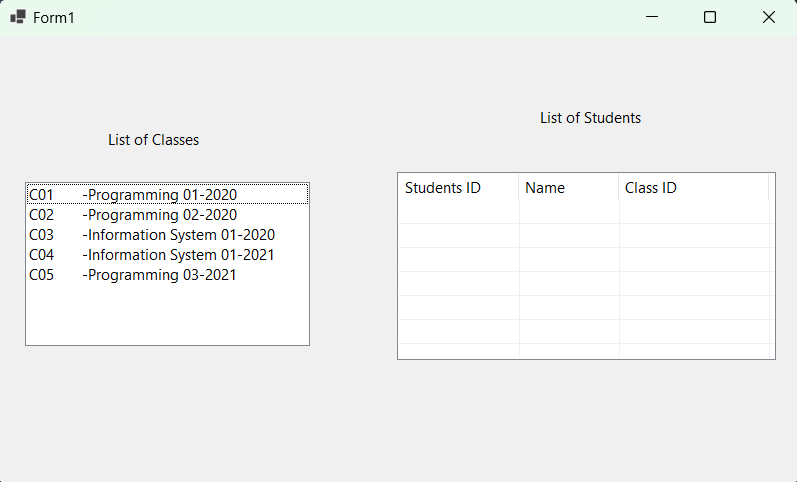 Form1
List of Classes
C01 -Programming 01-2020
C02 -Programming 02-2020
C03 -Information System 01-2020
C04 -Information System 01-2021
C05 -Programming 03-2021
List of Students
Students ID Name Class ID